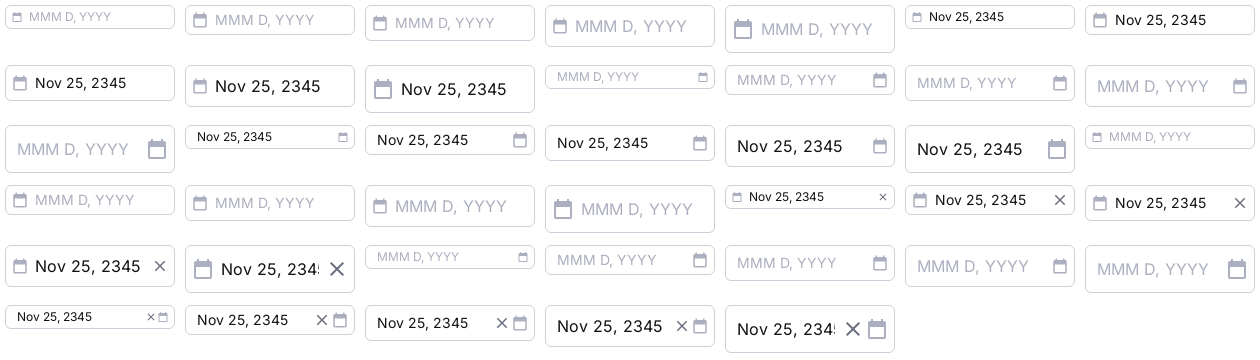 MMM D, YYYY MMM D, YYYY MMM D, YYYY MMM D, YYYY MMM D, YYYY Nov 25, 2345 Nov 25, 2345
Nov 25, 2345 Nov 25, 2345 Nov 25, 2345 MMM D, YYYY MMM D, YYYY MMM D, YYYY MMM D, YYYY
MMM D, YYYY Nov 25, 2345 Nov 25, 2345 Nov 25, 2345 Nov 25, 2345 Nov 25, 2345 MMM D, YYYY
MMM D, YYYY MMM D, YYYY MMM D, YYYY MMM D, YYYY Nov 25, 2345 Nov 25, 2345 Nov 25, 2345
Nov 25, 2345 Nov 25, 234 MMM D, YYYY MMM D, YYYY MMM D, YYYY MMM D, YYYY MMM D, YYYY
Nov 25, 2345 Nov 25, 2345 Nov 25, 2345 Nov 25, 2345 Nov 25, 234